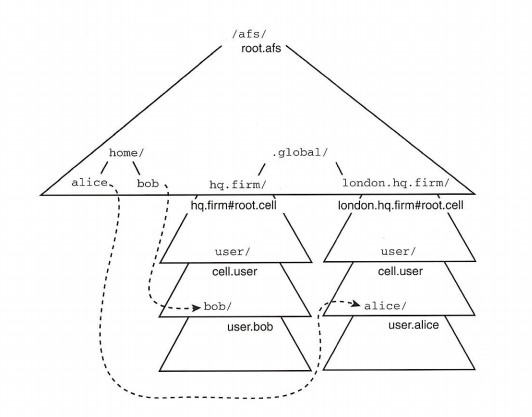 /afs/
root.afs
home/
.global/
alice
bob
hq.firm/
london.hq.firm/
hq.firm#root.cell
london.hq.firm#root.cell
user/
user/
cell.user
cell.user
bob/
alice/
user.bob
user.alice